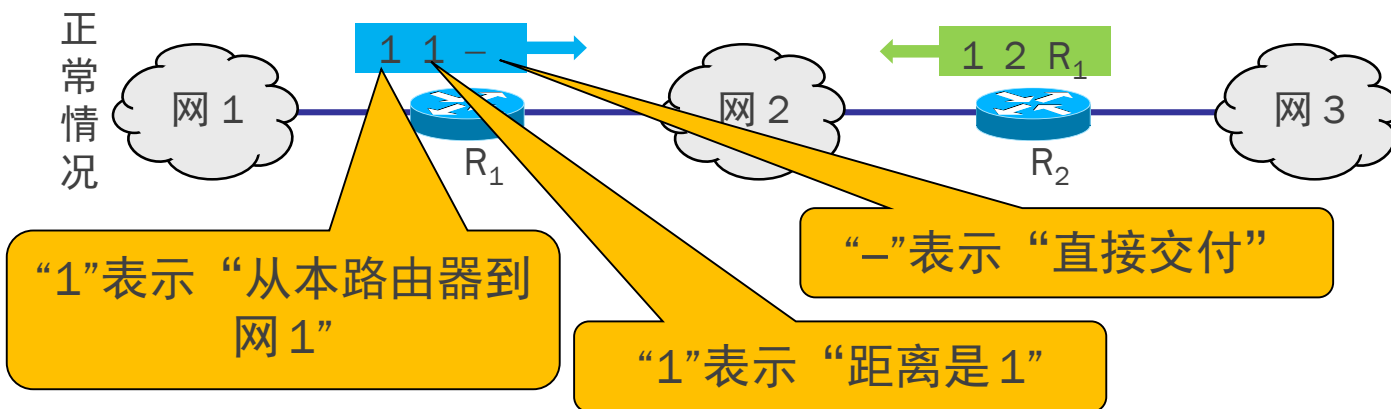 正常情况
1 1 −
1 2 R₁
网 1
网 2
网 3
R₁
R₂
“1”表示 “从本路由器到
网 1”
“−”表示 “直接交付”
“1”表示 “距离是 1”